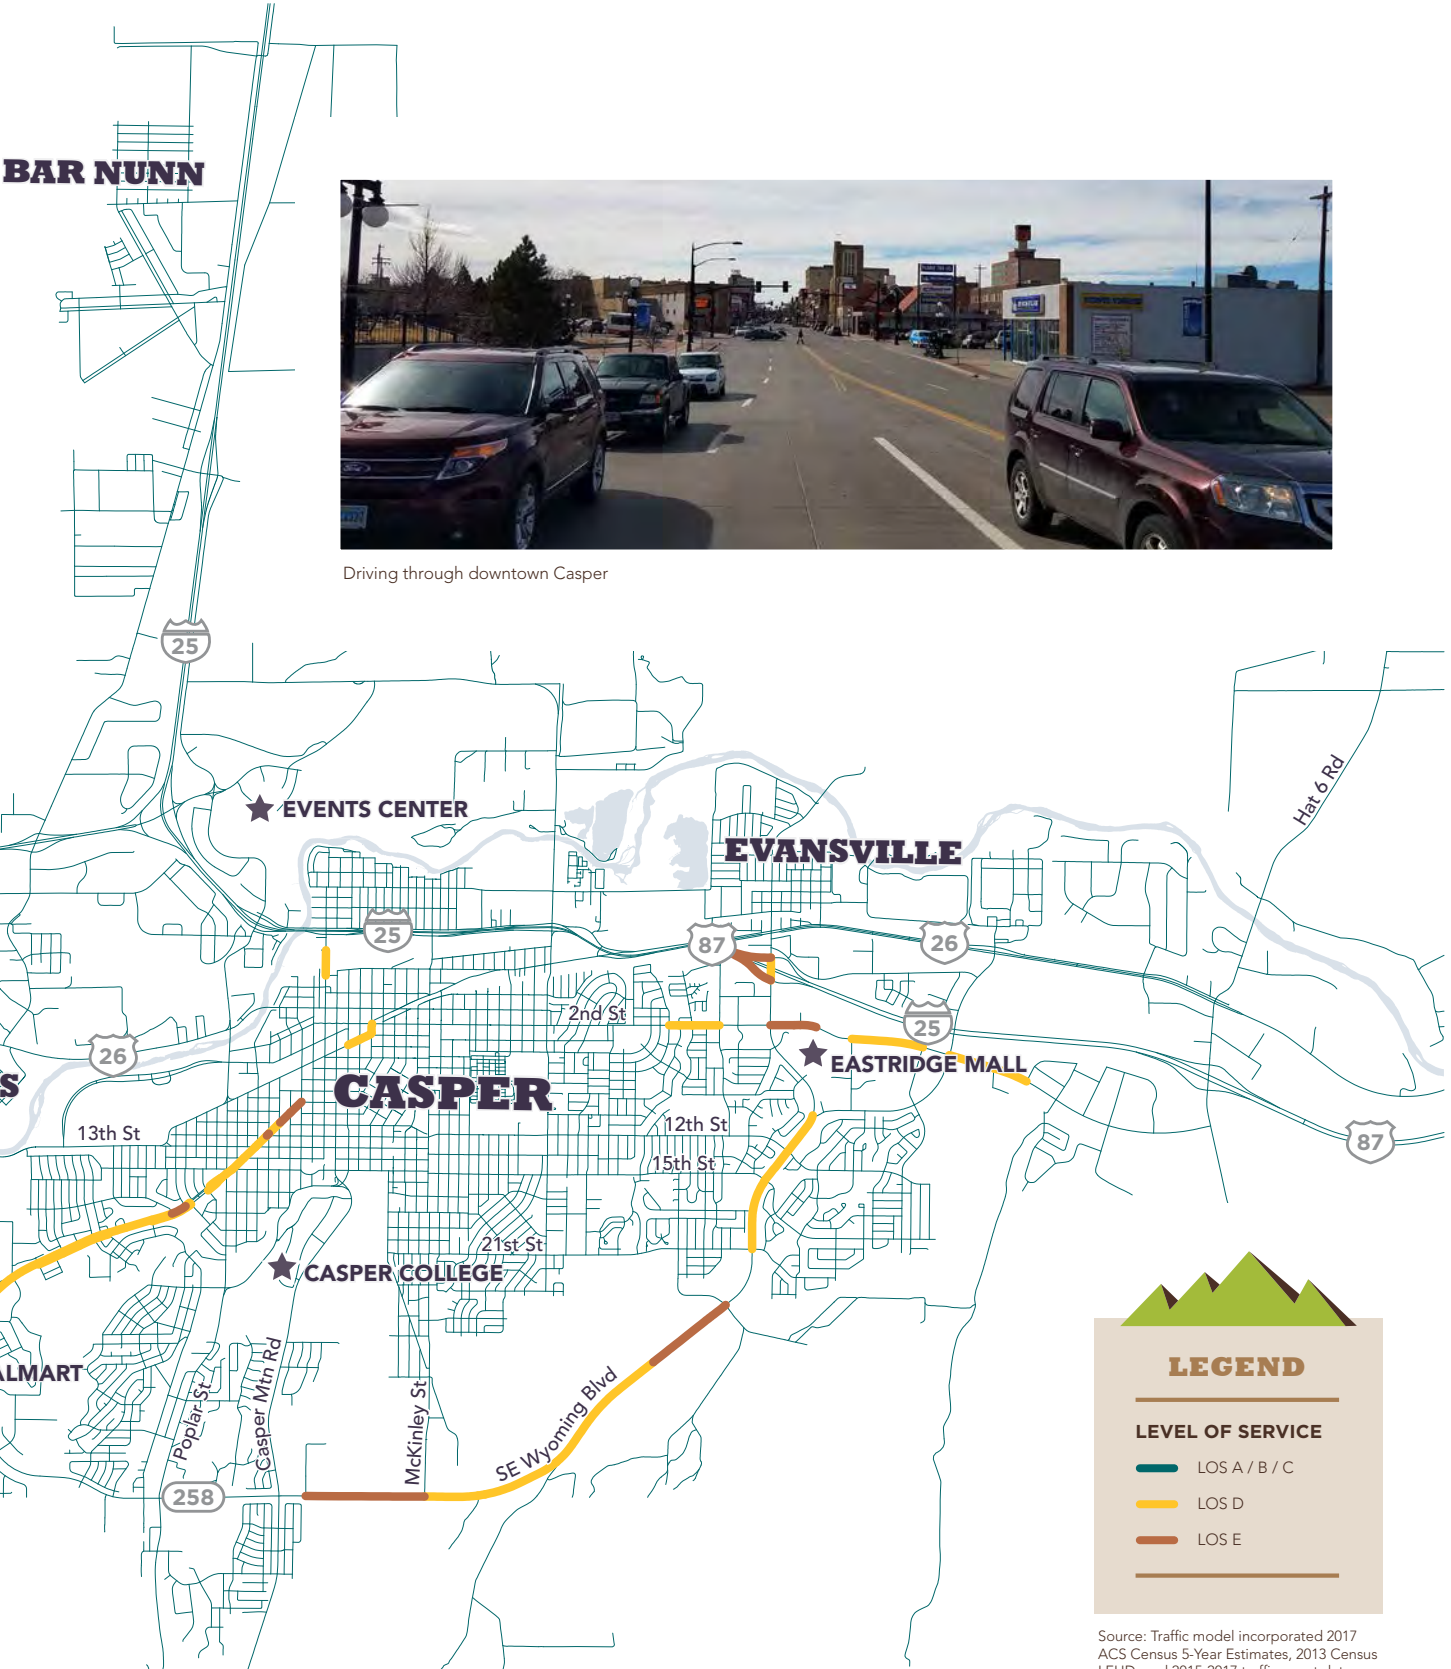 BAR NUNN
Driving through downtown Casper
25
Hat 6 Rd
EVENTS CENTER
EVANSVILLE
25
87
26
2nd St
25
26
EASTRIDGE MALL
S
CASPER
12th St
13th St
87
15th St
21st St
CASPER COLLEGE
ALMART
Poplar St
Casper Mtn Rd
McKinley St
SE Wyoming Blvd
258
LEGEND
LEVEL OF SERVICE
LOS A / B / C
LOS D
LOS E
Source: Traffic model incorporated 2017
ACS Census 5-Year Estimates, 2013 Census